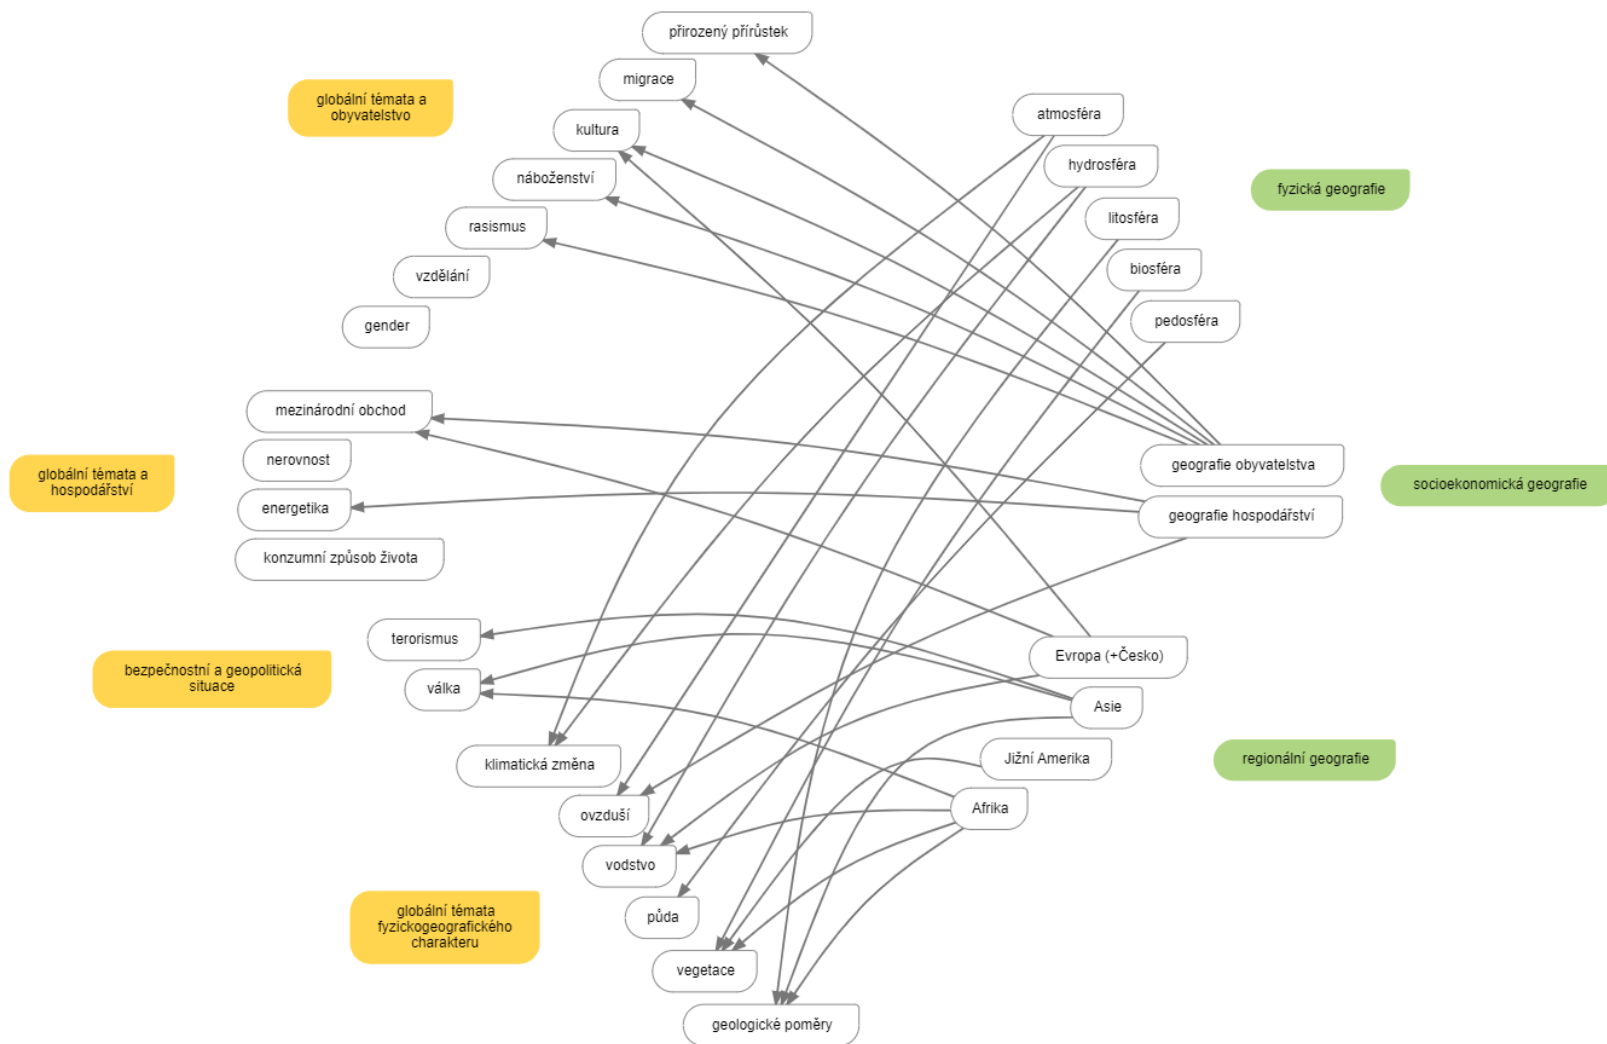 přirozený přírůstek
migrace
globální témata a
obyvatelstvo
kultura
atmosféra
hydrosféra
náboženství
fyzická geografie
litosféra
rasismus
biosféra
vzdělání
pedosféra
gender
mezinárodní obchod
nerovnost
geografie obyvatelstva
globální témata a
hospodářství
socioekonomická geografie
energetika
geografie hospodářství
konzumní způsob života
terorismus
Evropa (+Česko)
bezpečnostní a geopolitická
situace
válka
Asie
klimatická změna
Jižní Amerika
regionální geografie
ovzduší
Afrika
vodstvo
globální témata
fyzickogeografického
charakteru
půda
vegetace
geologické poměry